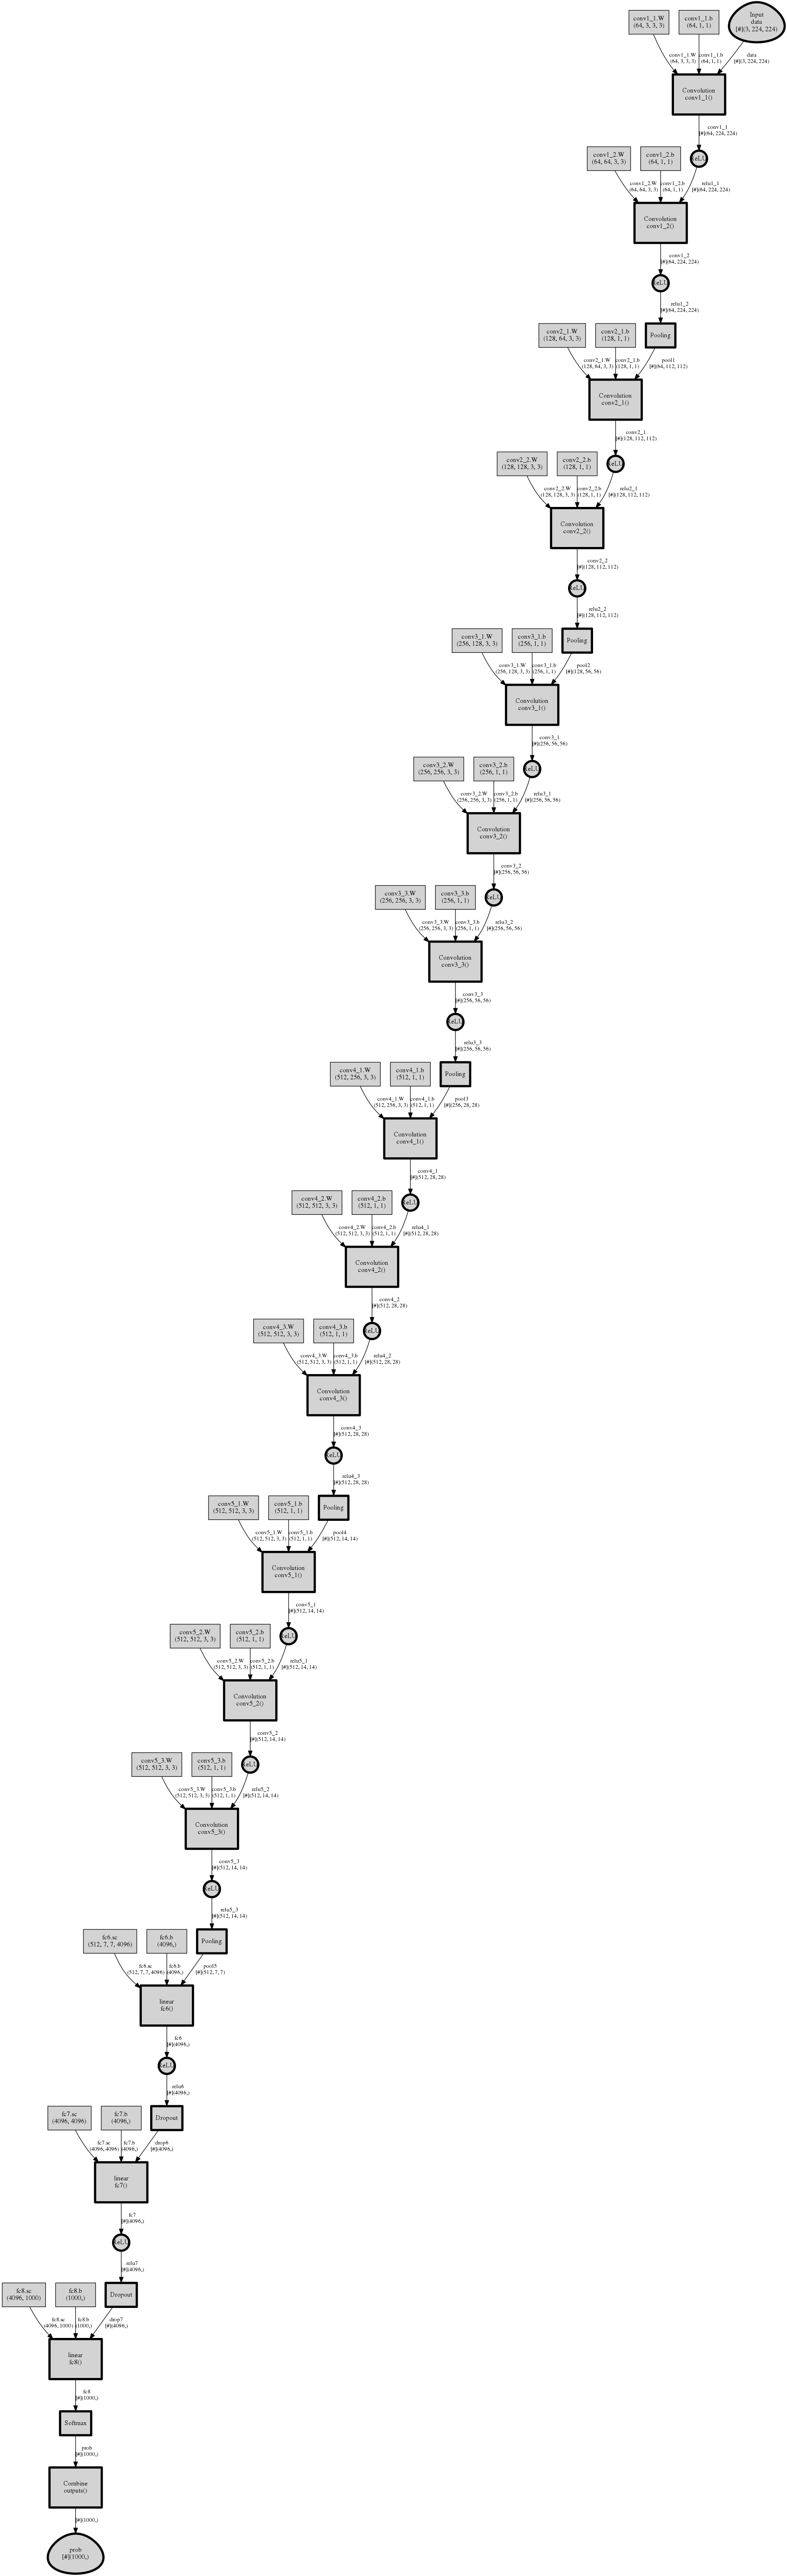 conv1_1.W
(64, 3, 3, 3)
conv1_1.b
(64, 1, 1)
Input
data
[#](3, 224, 224)
conv1_1.W
(64, 3, 3, 3)
conv1_1.b
(64, 1, 1)
data
[#](3, 224, 224)
Convolution
conv1_1()
conv1_1
[#](64, 224, 224)
conv1_2.W
(64, 64, 3, 3)
conv1_2.b
(64, 1, 1)
ReLU
conv1_2.W
(64, 64, 3, 3)
conv1_2.b
(64, 1, 1)
relu1_1
[#](64, 224, 224)
Convolution
conv1_2()
conv1_2
[#](64, 224, 224)
ReLU
relu1_2
[#](64, 224, 224)
conv2_1.W
(128, 64, 3, 3)
conv2_1.b
(128, 1, 1)
Pooling
conv2_1.W
(128, 64, 3, 3)
conv2_1.b
(128, 1, 1)
pool1
[#](64, 112, 112)
Convolution
conv2_1()
conv2_1
[#](128, 112, 112)
conv2_2.W
(128, 128, 3, 3)
conv2_2.b
(128, 1, 1)
ReLU
conv2_2.W
(128, 128, 3, 3)
conv2_2.b
(128, 1, 1)
relu2_1
[#](128, 112, 112)
Convolution
conv2_2()
conv2_2
[#](128, 112, 112)
ReLU
relu2_2
[#](128, 112, 112)
conv3_1.W
(256, 128, 3, 3)
conv3_1.b
(256, 1, 1)
Pooling
conv3_1.W
(256, 128, 3, 3)
conv3_1.b
(256, 1, 1)
pool2
[#](128, 56, 56)
Convolution
conv3_1()
conv3_1
[#](256, 56, 56)
conv3_2.W
(256, 256, 3, 3)
conv3_2.b
(256, 1, 1)
ReLU
conv3_2.W
(256, 256, 3, 3)
conv3_2.b
(256, 1, 1)
relu3_1
[#](256, 56, 56)
Convolution
conv3_2()
conv3_2
[#](256, 56, 56)
conv3_3.W
(256, 256, 3, 3)
conv3_3.b
(256, 1, 1)
ReLU
conv3_3.W
(256, 256, 3, 3)
conv3_3.b
(256, 1, 1)
relu3_2
[#](256, 56, 56)
Convolution
conv3_3()
conv3_3
[#](256, 56, 56)
ReLU
relu3_3
[#](256, 56, 56)
conv4_1.W
(512, 256, 3, 3)
conv4_1.b
(512, 1, 1)
Pooling
conv4_1.W
(512, 256, 3, 3)
conv4_1.b
(512, 1, 1)
pool3
[#](256, 28, 28)
Convolution
conv4_1()
conv4_1
[#](512, 28, 28)
conv4_2.W
(512, 512, 3, 3)
conv4_2.b
(512, 1, 1)
ReLU
conv4_2.W
(512, 512, 3, 3)
conv4_2.b
(512, 1, 1)
relu4_1
[#](512, 28, 28)
Convolution
conv4_2()
conv4_2
[#](512, 28, 28)
conv4_3.W
(512, 512, 3, 3)
conv4_3.b
(512, 1, 1)
ReLU
conv4_3.W
(512, 512, 3, 3)
conv4_3.b
(512, 1, 1)
relu4_2
[#](512, 28, 28)
Convolution
conv4_3()
conv4_3
[#](512, 28, 28)
ReLU
relu4_3
[#](512, 28, 28)
conv5_1.W
(512, 512, 3, 3)
conv5_1.b
(512, 1, 1)
Pooling
conv5_1.W
(512, 512, 3, 3)
conv5_1.b
(512, 1, 1)
pool4
[#](512, 14, 14)
Convolution
conv5_1()
conv5_1
[#](512, 14, 14)
conv5_2.W
(512, 512, 3, 3)
conv5_2.b
(512, 1, 1)
ReLU
conv5_2.W
(512, 512, 3, 3)
conv5_2.b
(512, 1, 1)
relu5_1
[#](512, 14, 14)
Convolution
conv5_2()
conv5_2
[#](512, 14, 14)
conv5_3.W
(512, 512, 3, 3)
conv5_3.b
(512, 1, 1)
ReLU
conv5_3.W
(512, 512, 3, 3)
conv5_3.b
(512, 1, 1)
relu5_2
[#](512, 14, 14)
Convolution
conv5_3()
conv5_3
[#](512, 14, 14)
ReLU
relu5_3
[#](512, 14, 14)
fc6.sc
(512, 7, 7, 4096)
fc6.b
(4096,)
Pooling
fc6.sc
(512, 7, 7, 4096)
fc6.b
(4096,)
pool5
[#](512, 7, 7)
linear
fc6()
fc6
[#](4096,)
ReLU
relu6
[#](4096,)
fc7.sc
(4096, 4096)
fc7.b
(4096,)
Dropout
fc7.sc
(4096, 4096)
fc7.b
(4096,)
drop6
[#](4096,)
linear
fc7()
fc7
[#](4096,)
ReLU
relu7
[#](4096,)
fc8.sc
(4096, 1000)
fc8.b
(1000,)
Dropout
fc8.sc
(4096, 1000)
fc8.b
(1000,)
drop7
[#](4096,)
linear
fc8()
fc8
[#](1000,)
Softmax
prob
[#](1000,)
Combine
outputs()
[#](1000,)
prob
[#](1000,)